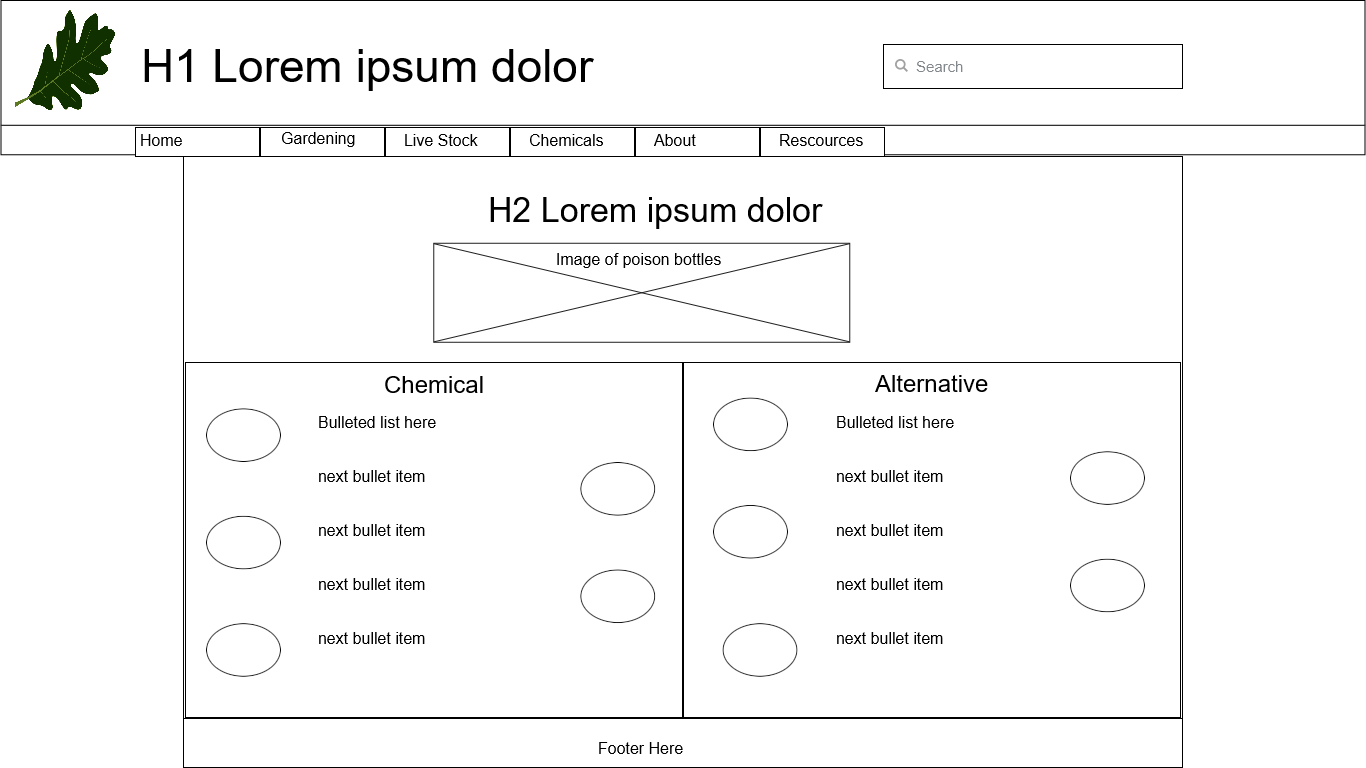 H1 Lorem ipsum dolor
Search
Home
Gardening
Live Stock
Chemicals
About
Rescources
H2 Lorem ipsum dolor
Image of poison bottles
Chemical
Bulleted list here
next bullet item
next bullet item
next bullet item
next bullet item
Alternative
Bulleted list here
next bullet item
next bullet item
next bullet item
next bullet item
Footer Here